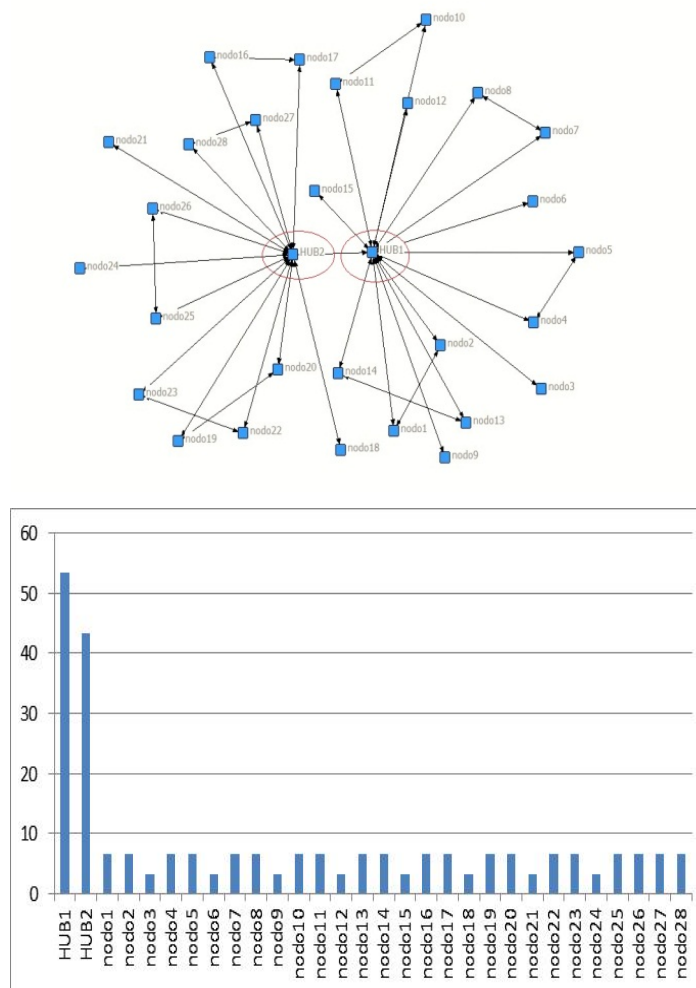 nodo10
nodo16
nodo17
nodo11
nodo8
nodo12
nodo27
nodo7
nodo21
nodo28
nodo15
nodo6
nodo26
HUB2
HUB1
nodo5
nodo24
nodo25
nodo4
nodo2
nodo20
nodo14
nodo3
nodo23
nodo13
nodo19
nodo22
nodo1
nodo18
nodo9
60
50
40
30
20
10
0
HUB1
HUB2
nodo1
nodo2
nodo3
nodo4
nodo5
nodo6
nodo7
nodo8
nodo9
nodo10
nodo11
nodo12
nodo13
nodo14
nodo15
nodo16
nodo17
nodo18
nodo19
nodo20
nodo21
nodo22
nodo23
nodo24
nodo25
nodo26
nodo27
nodo28